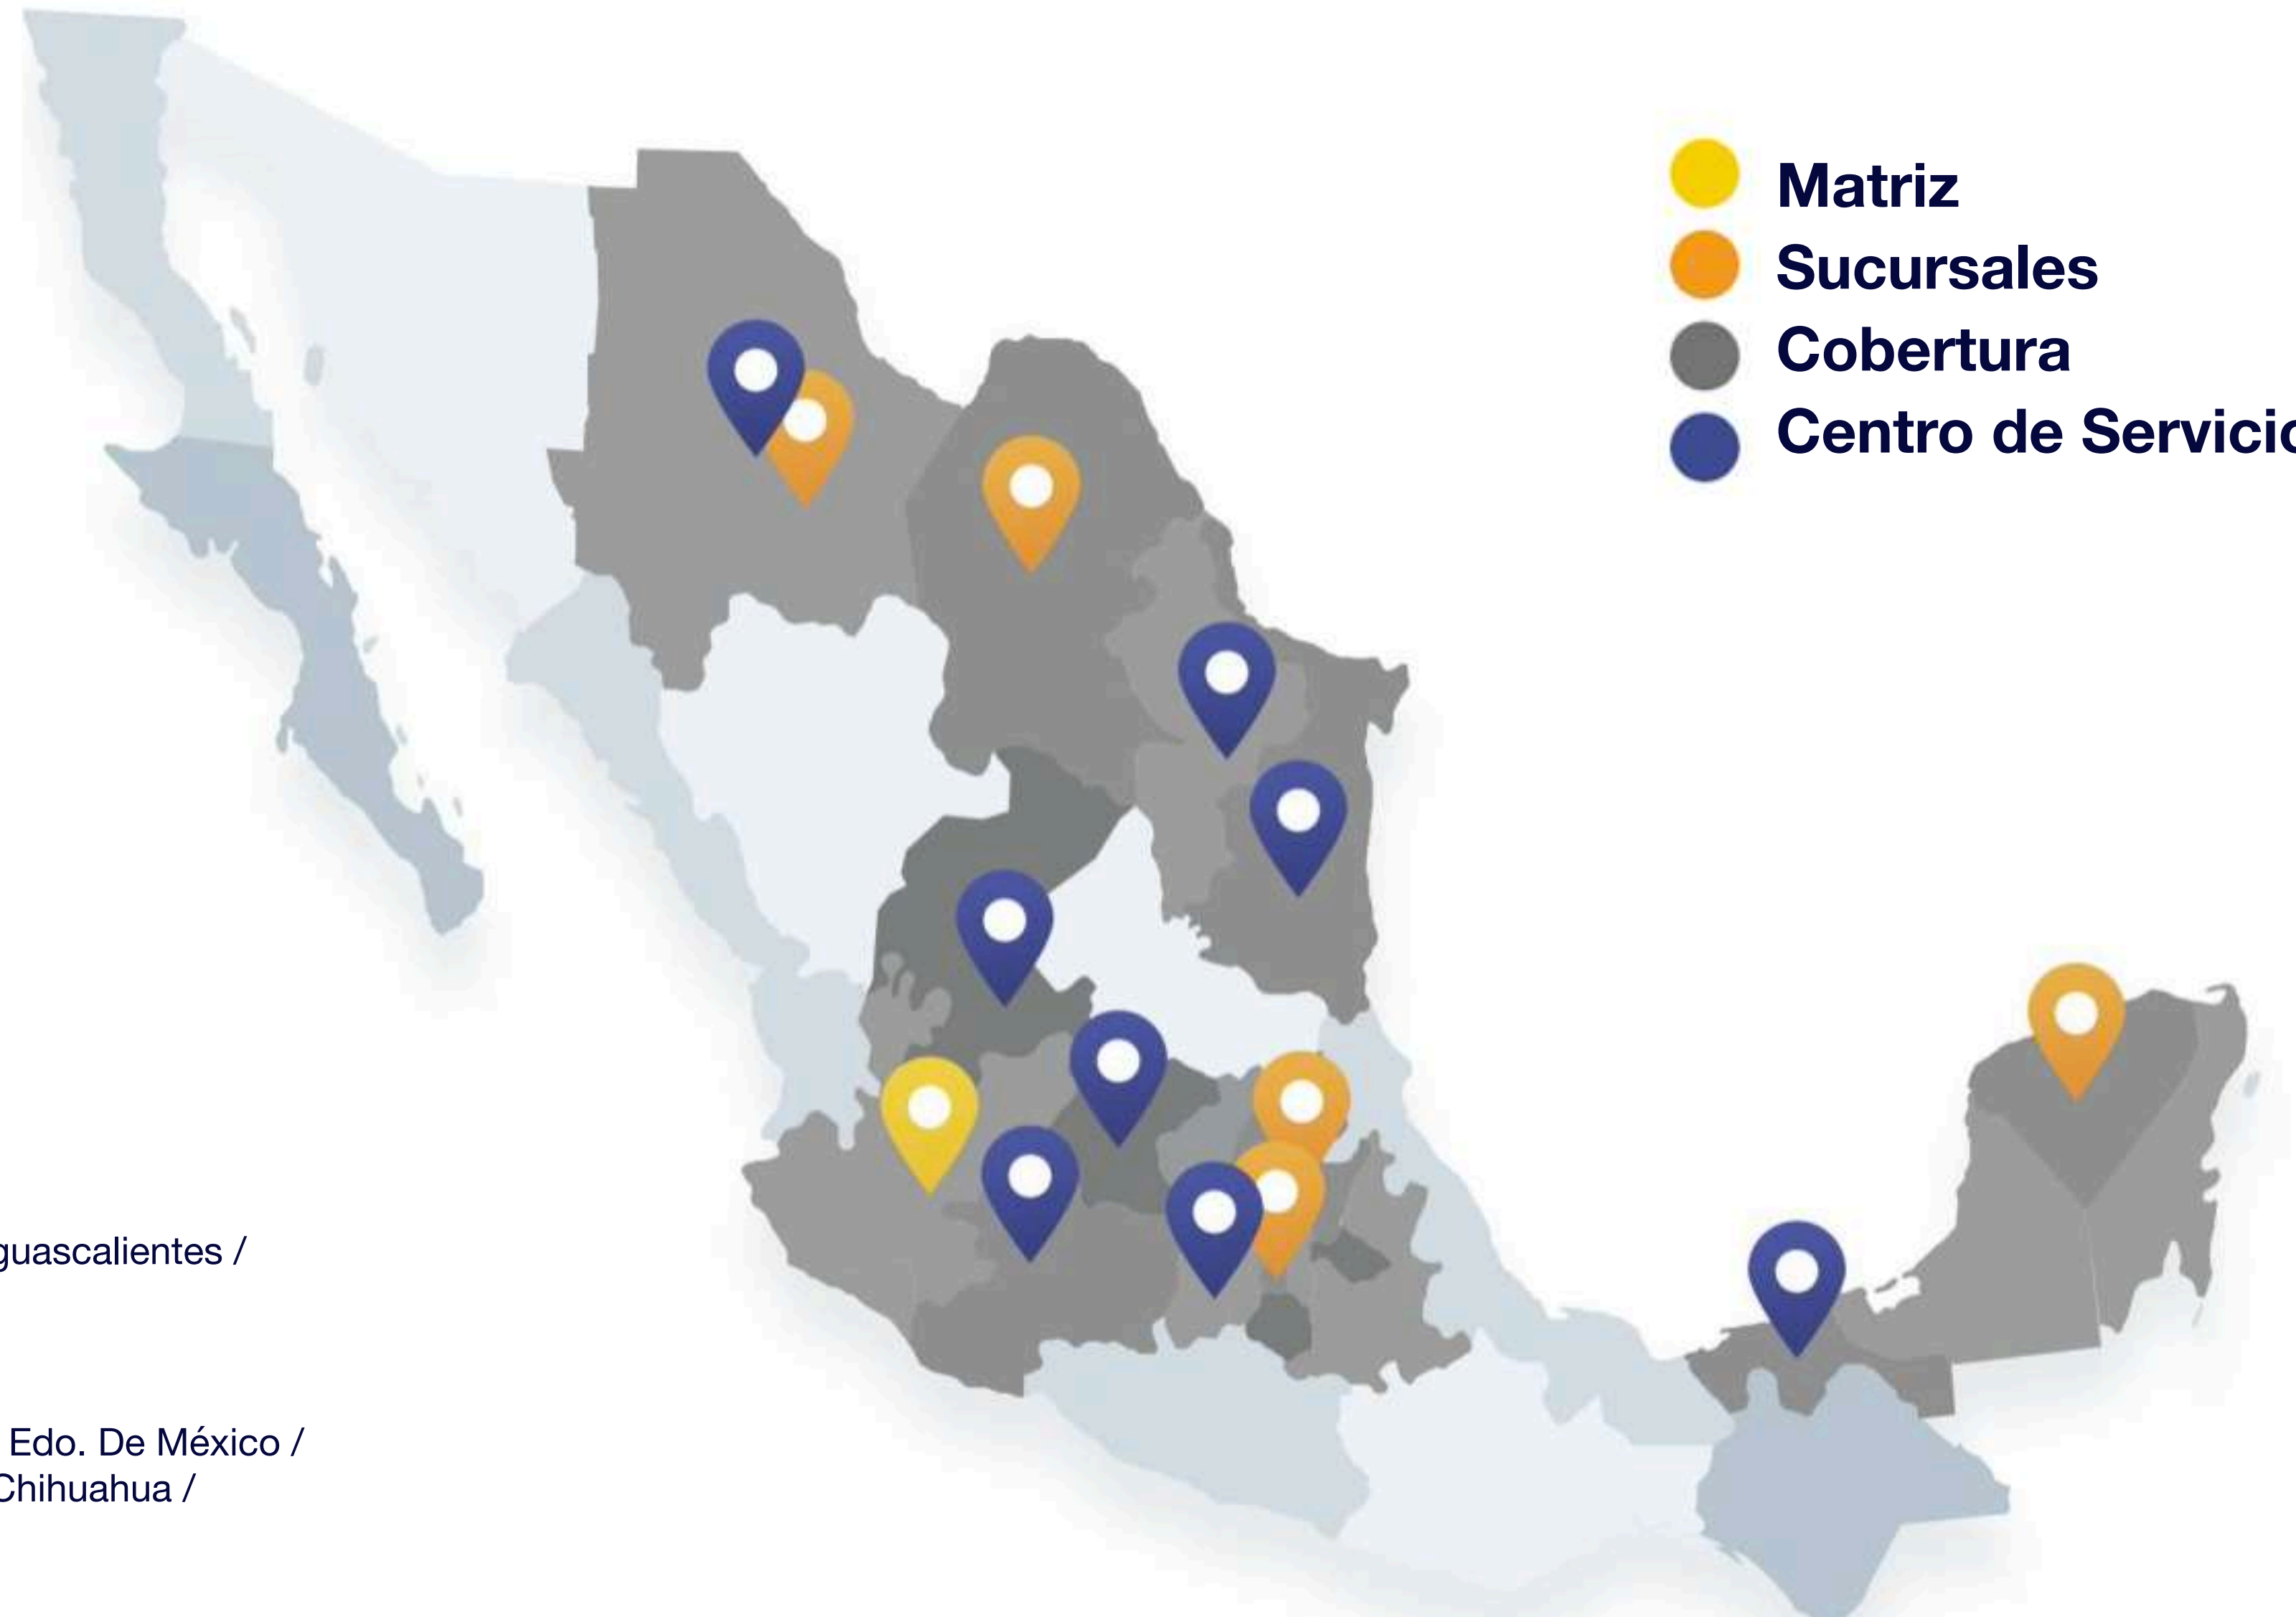 Matriz
Sucursales
Cobertura
Centro de Servicio
guascalientes /
Edo. De México /
Chihuahua /